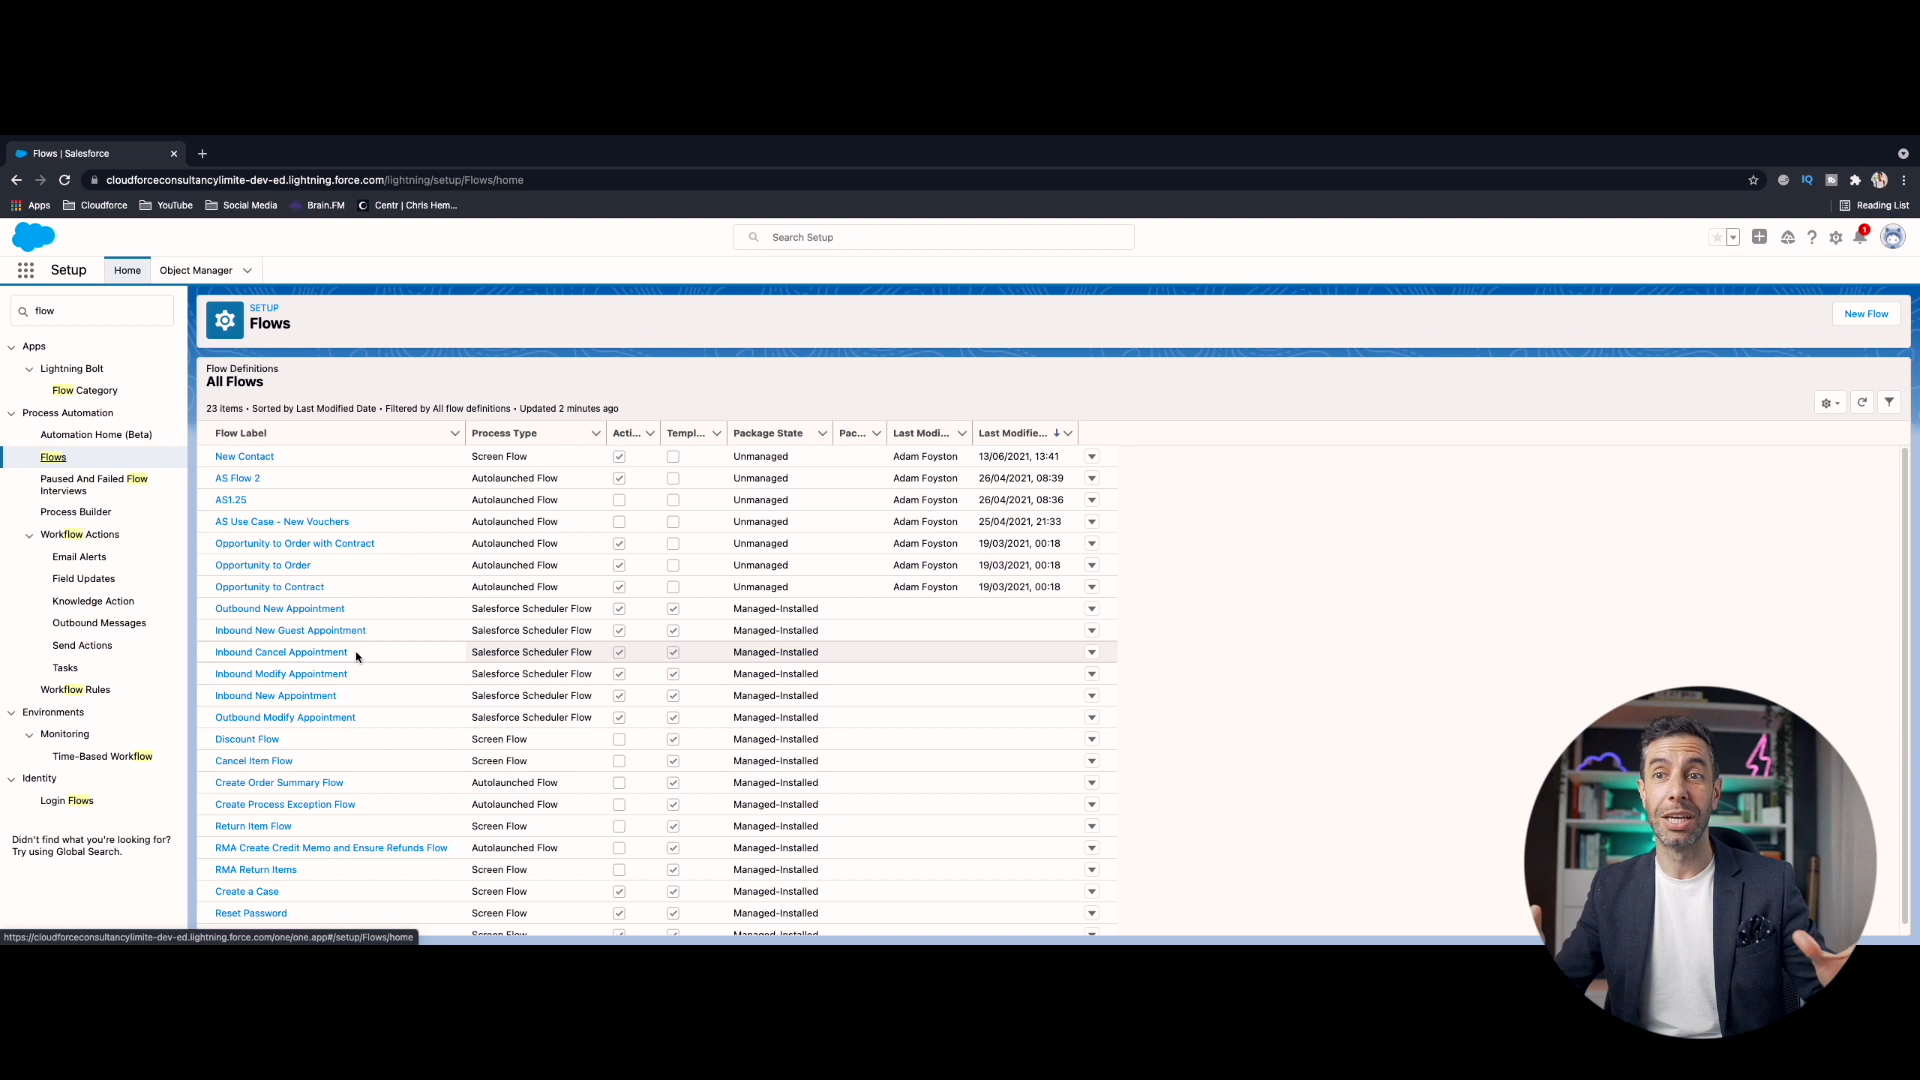 Flows | Salesforce
cloudforceconsultancylimite-dev-ed.lightning.force.com/lightning/setup/Flows/home
Apps Cloudforce YouTube Social Media Brain.FM Centr | Chris Hem... Reading List
Search Setup
1
Setup Home Object Manager
flow
Apps
Lightning Bolt
Flow Category
Process Automation
Automation Home (Beta)
Flows
Paused And Failed Flow
Interviews
Process Builder
Workflow Actions
Email Alerts
Field Updates
Knowledge Action
Outbound Messages
Send Actions
Tasks
Workflow Rules
Environments
Monitoring
Time-Based Workflow
Identity
Login Flows
Didn't find what you're looking for?
Try using Global Search.
SETUP
Flows
New Flow
Flow Definitions
All Flows
23 items • Sorted by Last Modified Date • Filtered by All flow definitions • Updated 2 minutes ago
Flow Label Process Type Acti... Templ... Package State Pac... Last Modi... Last Modifie...
New Contact Screen Flow Unmanaged Adam Foyston 13/06/2021, 13:41
AS Flow 2 Autolaunched Flow Unmanaged Adam Foyston 26/04/2021, 08:39
AS1.25 Autolaunched Flow Unmanaged Adam Foyston 26/04/2021, 08:36
AS Use Case - New Vouchers Autolaunched Flow Unmanaged Adam Foyston 25/04/2021, 21:33
Opportunity to Order with Contract Autolaunched Flow Unmanaged Adam Foyston 19/03/2021, 00:18
Opportunity to Order Autolaunched Flow Unmanaged Adam Foyston 19/03/2021, 00:18
Opportunity to Contract Autolaunched Flow Unmanaged Adam Foyston 19/03/2021, 00:18
Outbound New Appointment Salesforce Scheduler Flow Managed-Installed
Inbound New Guest Appointment Salesforce Scheduler Flow Managed-Installed
Inbound Cancel Appointment Salesforce Scheduler Flow Managed-Installed
Inbound Modify Appointment Salesforce Scheduler Flow Managed-Installed
Inbound New Appointment Salesforce Scheduler Flow Managed-Installed
Outbound Modify Appointment Salesforce Scheduler Flow Managed-Installed
Discount Flow Screen Flow Managed-Installed
Cancel Item Flow Screen Flow Managed-Installed
Create Order Summary Flow Autolaunched Flow Managed-Installed
Create Process Exception Flow Autolaunched Flow Managed-Installed
Return Item Flow Screen Flow Managed-Installed
RMA Create Credit Memo and Ensure Refunds Flow Autolaunched Flow Managed-Installed
RMA Return Items Screen Flow Managed-Installed
Create a Case Screen Flow Managed-Installed
Reset Password Screen Flow Managed-Installed
Screen Flow Managed-Installed
https://cloudforceconsultancylimite-dev-ed.lightning.force.com/one/one.app#/setup/Flows/home